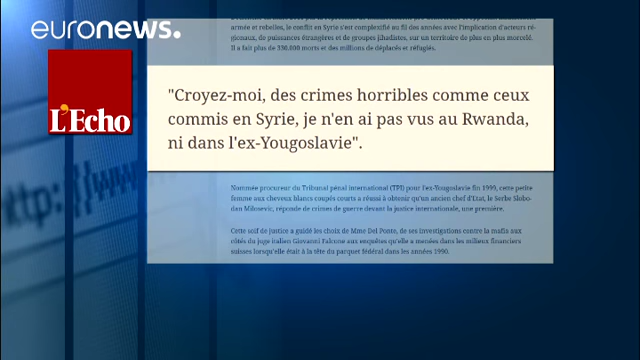 euronews.
armée et rebelles, le conflit en Syrie s'est complexifié au fil des années avec l'implication d'acteurs ré-
gionaux, de puissances étrangères et de groupes jihadistes, sur un territoire de plus en plus morcelé.
Il a fait plus de 330.000 morts et des millions de déplacés et réfugiés.
L'Echo
"Croyez-moi, des crimes horribles comme ceux
commis en Syrie, je n'en ai pas vus au Rwanda,
ni dans l'ex-Yougoslavie".
http://www
Nommée procureur du Tribunal pénal international (TPI) pour l'ex-Yougoslavie fin 1999, cette petite
femme aux cheveux blancs coupés courts a réussi à obtenir qu'un ancien chef d'Etat, le Serbe Slobo-
dan Milosevic, réponde de crimes de guerre devant la justice internationale, une première.
Cette soif de justice a guidé les choix de Mme Del Ponte, de ses investigations contre la mafia aux
côtés du juge italien Giovanni Falcone aux enquêtes qu'elle a menées dans les milieux financiers
suisses lorsqu'elle était à la tête du parquet fédéral dans les années 1990.